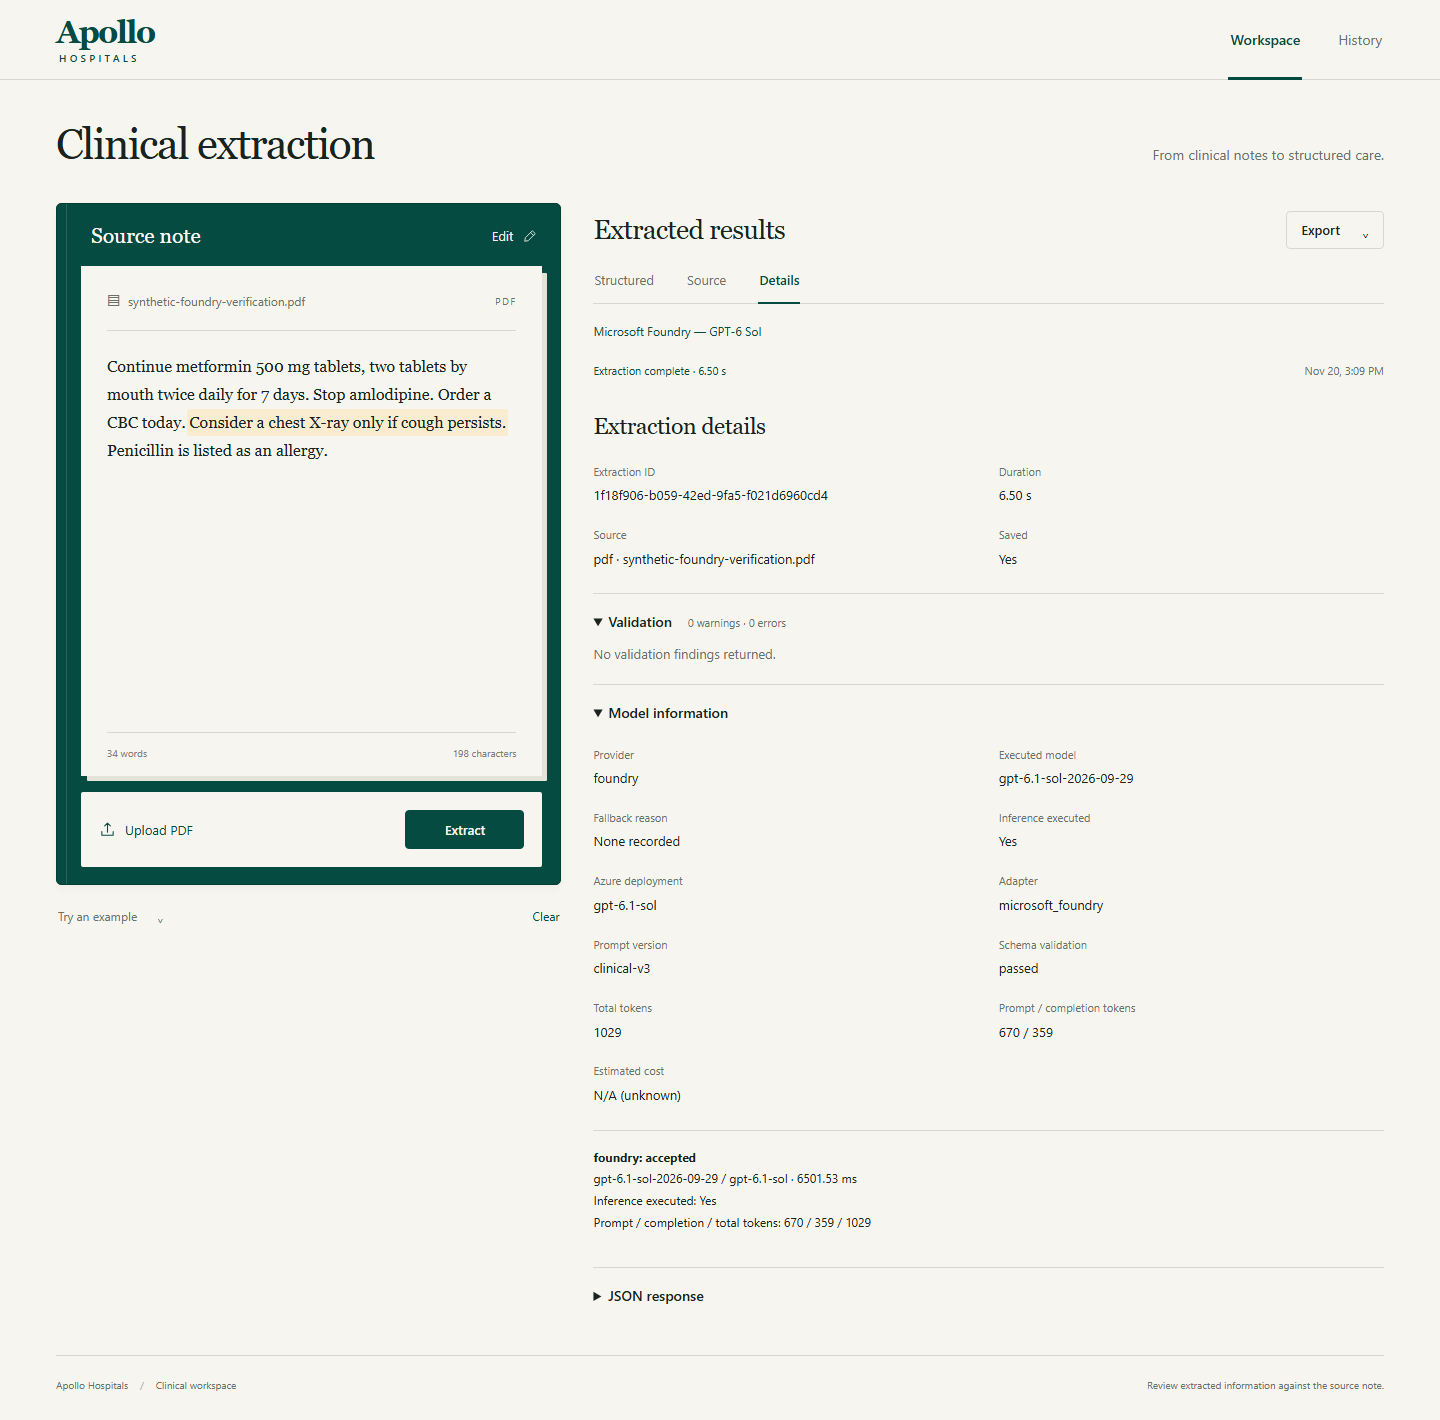 Apollo
HOSPITALS
Workspace
History
Clinical extraction
From clinical notes to structured care.
Source note
Edit
synthetic-foundry-verification.pdf
PDF
Continue metformin 500 mg tablets, two tablets by
mouth twice daily for 7 days. Stop amlodipine. Order a
CBC today. Consider a chest X-ray only if cough persists.
Penicillin is listed as an allergy.
34 words
198 characters
Upload PDF
Extract
Try an example
Clear
Extracted results
Export
Structured
Source
Details
Microsoft Foundry — GPT-6 Sol
Extraction complete · 6.50 s
Nov 20, 3:09 PM
Extraction details
Extraction ID
Duration
1f18f906-b059-42ed-9fa5-f021d6960cd4
6.50 s
Source
Saved
pdf · synthetic-foundry-verification.pdf
Yes
Validation
0 warnings · 0 errors
No validation findings returned.
Model information
Provider
Executed model
foundry
gpt-6.1-sol-2026-09-29
Fallback reason
Inference executed
None recorded
Yes
Azure deployment
Adapter
gpt-6.1-sol
microsoft_foundry
Prompt version
Schema validation
clinical-v3
passed
Total tokens
Prompt / completion tokens
1029
670 / 359
Estimated cost
N/A (unknown)
foundry: accepted
gpt-6.1-sol-2026-09-29 / gpt-6.1-sol · 6501.53 ms
Inference executed: Yes
Prompt / completion / total tokens: 670 / 359 / 1029
JSON response
Apollo Hospitals / Clinical workspace
Review extracted information against the source note.